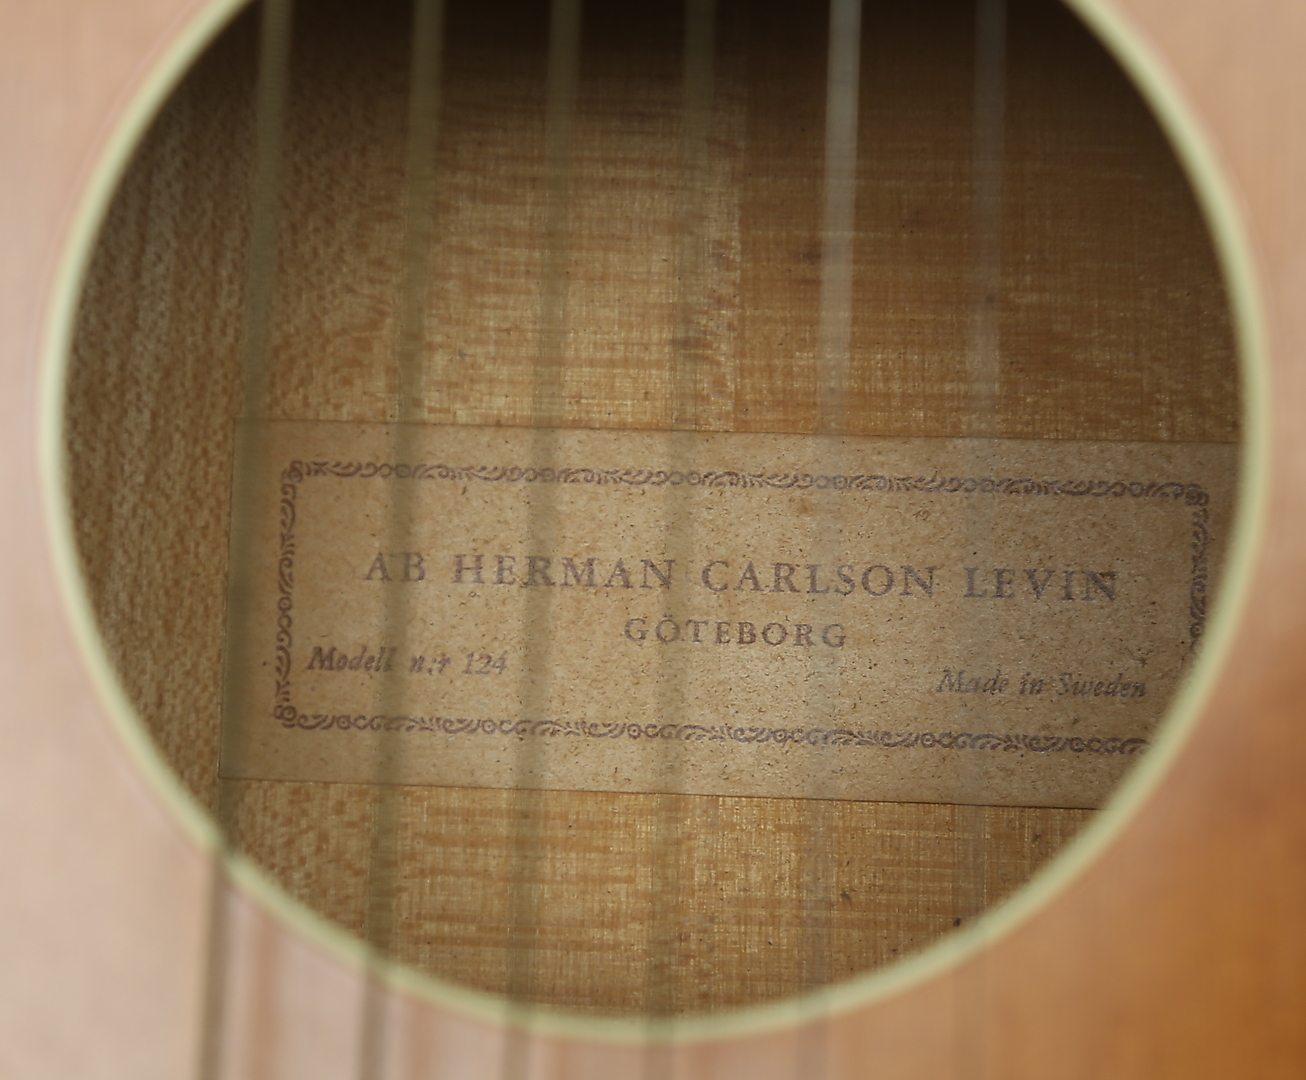 AB HERMAN CARLSON LEVIN
GÖTEBORG
Modell n:r 124
Made in Sweden